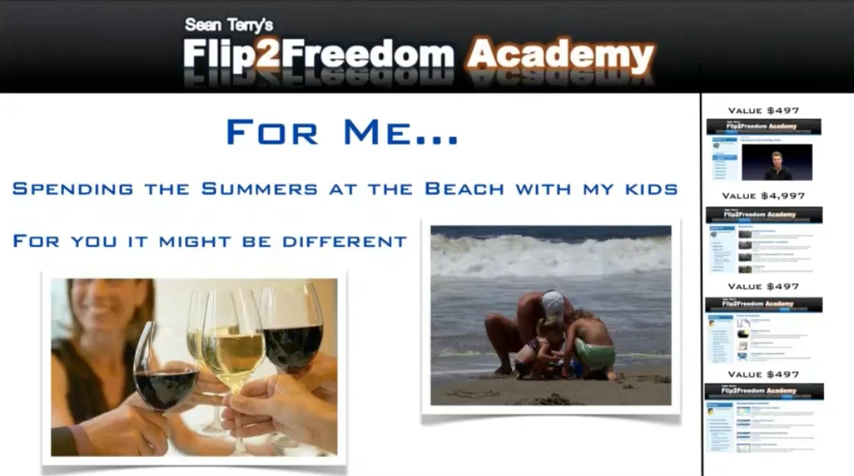 Sean Terry's
Flip2Freedom Academy
For Me...
Spending the Summers at the Beach with my kids
For you it might be different
Value $497
Flip2Freedom Academy
Value $4,997
Flip2Freedom Academy
Value $497
Flip2Freedom Academy
Value $497
Flip2Freedom Academy